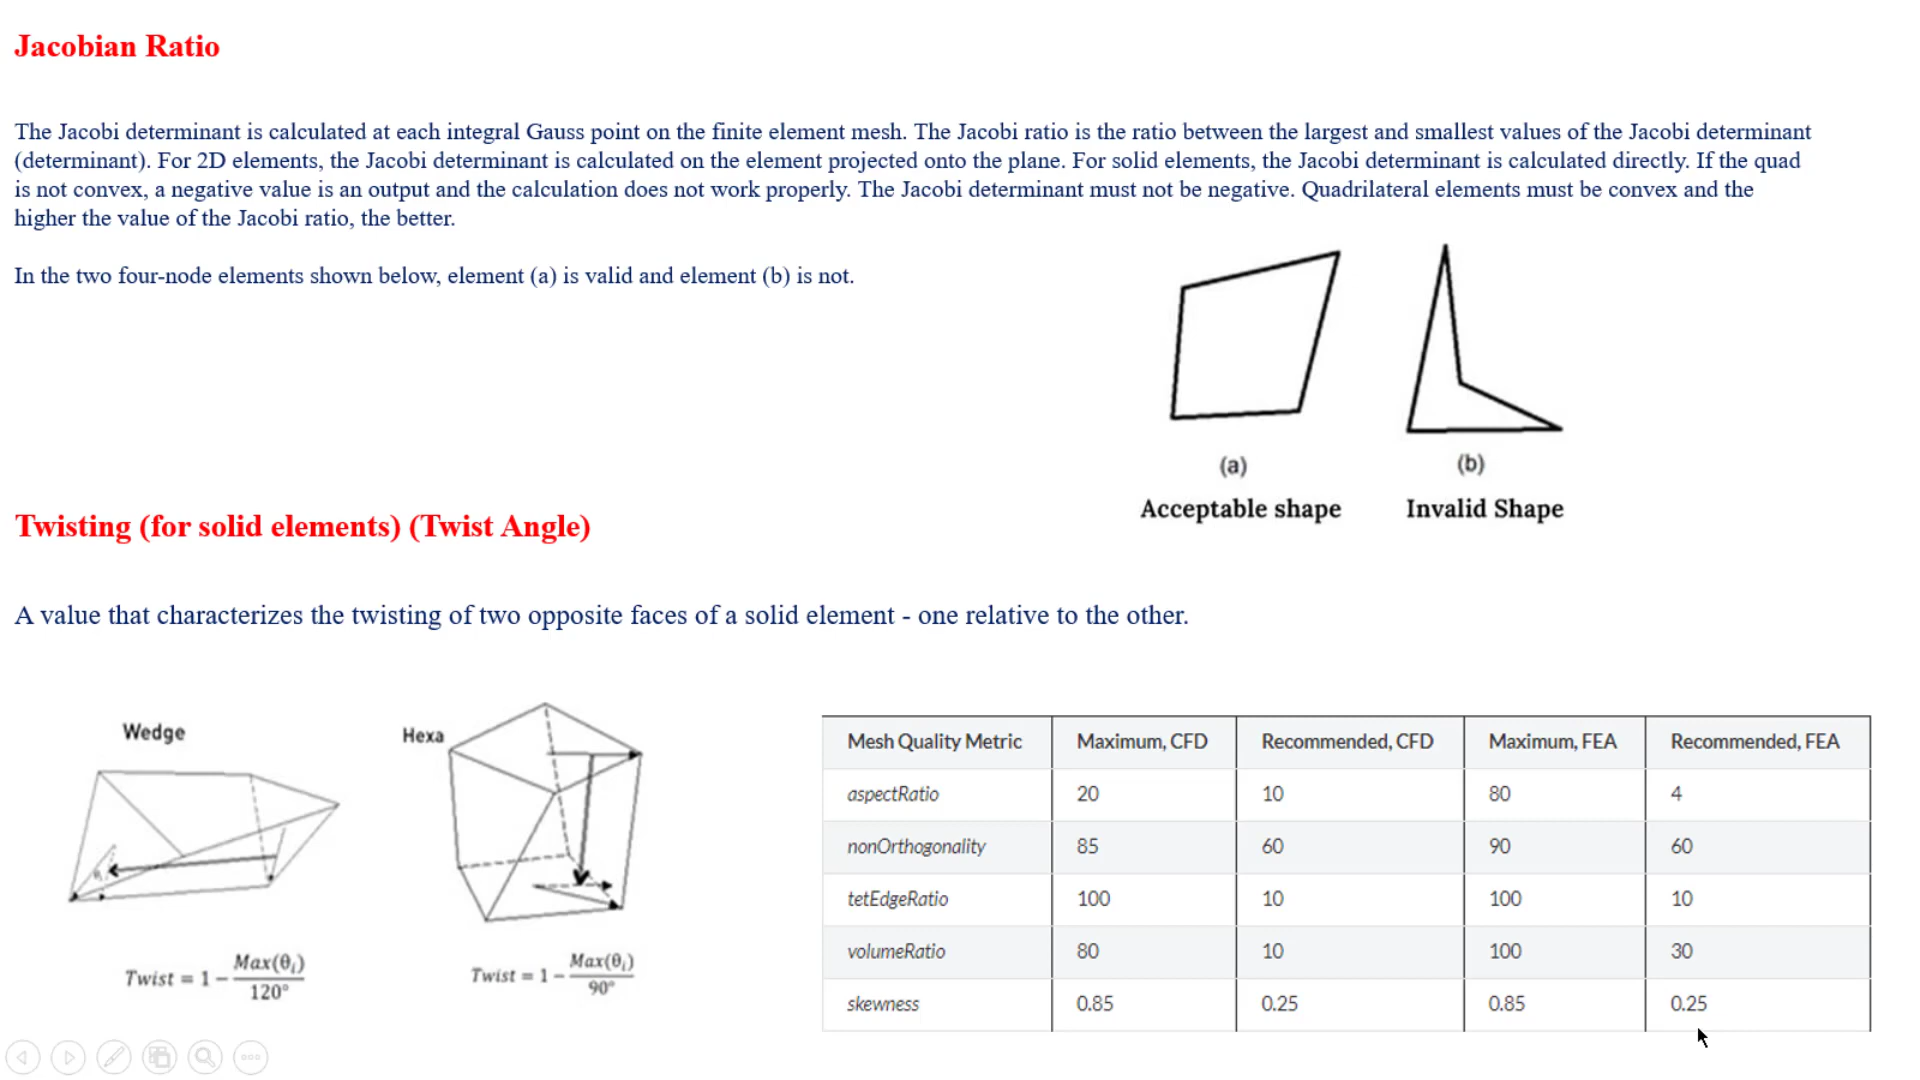 Jacobian Ratio
The Jacobi determinant is calculated at each integral Gauss point on the finite element mesh. The Jacobi ratio is the ratio between the largest and smallest values of the Jacobi determinant
(determinant). For 2D elements, the Jacobi determinant is calculated on the element projected onto the plane. For solid elements, the Jacobi determinant is calculated directly. If the quad
is not convex, a negative value is an output and the calculation does not work properly. The Jacobi determinant must not be negative. Quadrilateral elements must be convex and the
higher the value of the Jacobi ratio, the better.
In the two four-node elements shown below, element (a) is valid and element (b) is not.
(a) (b)
Acceptable shape Invalid Shape
Twisting (for solid elements) (Twist Angle)
A value that characterizes the twisting of two opposite faces of a solid element - one relative to the other.
Wedge
Hexa
Twist = 1 - Max(θᵢ) / 120°
Twist = 1 - Max(θᵢ) / 90°
Mesh Quality Metric Maximum, CFD Recommended, CFD Maximum, FEA Recommended, FEA
aspectRatio 20 10 80 4
nonOrthogonality 85 60 90 60
tetEdgeRatio 100 10 100 10
volumeRatio 80 10 100 30
skewness 0.85 0.25 0.85 0.25